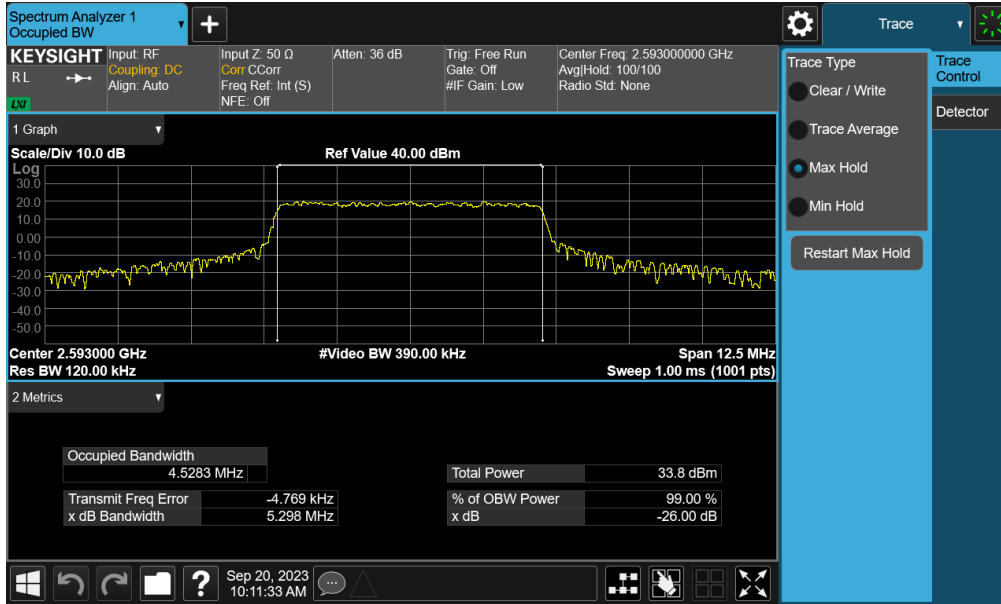 Spectrum Analyzer 1
Occupied BW
Trace
KEYSIGHT
RL
LXI
Input: RF
Coupling: DC
Align: Auto
Input Z: 50 Ω
Corr CCorr
Freq Ref: Int (S)
NFE: Off
Atten: 36 dB
Trig: Free Run
Gate: Off
#IF Gain: Low
Center Freq: 2.593000000 GHz
Avg|Hold: 100/100
Radio Std: None
1 Graph
Scale/Div 10.0 dB
Ref Value 40.00 dBm
Log
30.0
20.0
10.0
0.00
-10.0
-20.0
-30.0
-40.0
-50.0
Center 2.593000 GHz
#Video BW 390.00 kHz
Span 12.5 MHz
Res BW 120.00 kHz
Sweep 1.00 ms (1001 pts)
2 Metrics
Occupied Bandwidth
4.5283 MHz
Total Power 33.8 dBm
Transmit Freq Error -4.769 kHz
% of OBW Power 99.00 %
x dB Bandwidth 5.298 MHz
x dB -26.00 dB
Trace Type
Clear / Write
Trace Average
Max Hold
Min Hold
Restart Max Hold
Trace
Control
Detector
?
Sep 20, 2023
10:11:33 AM